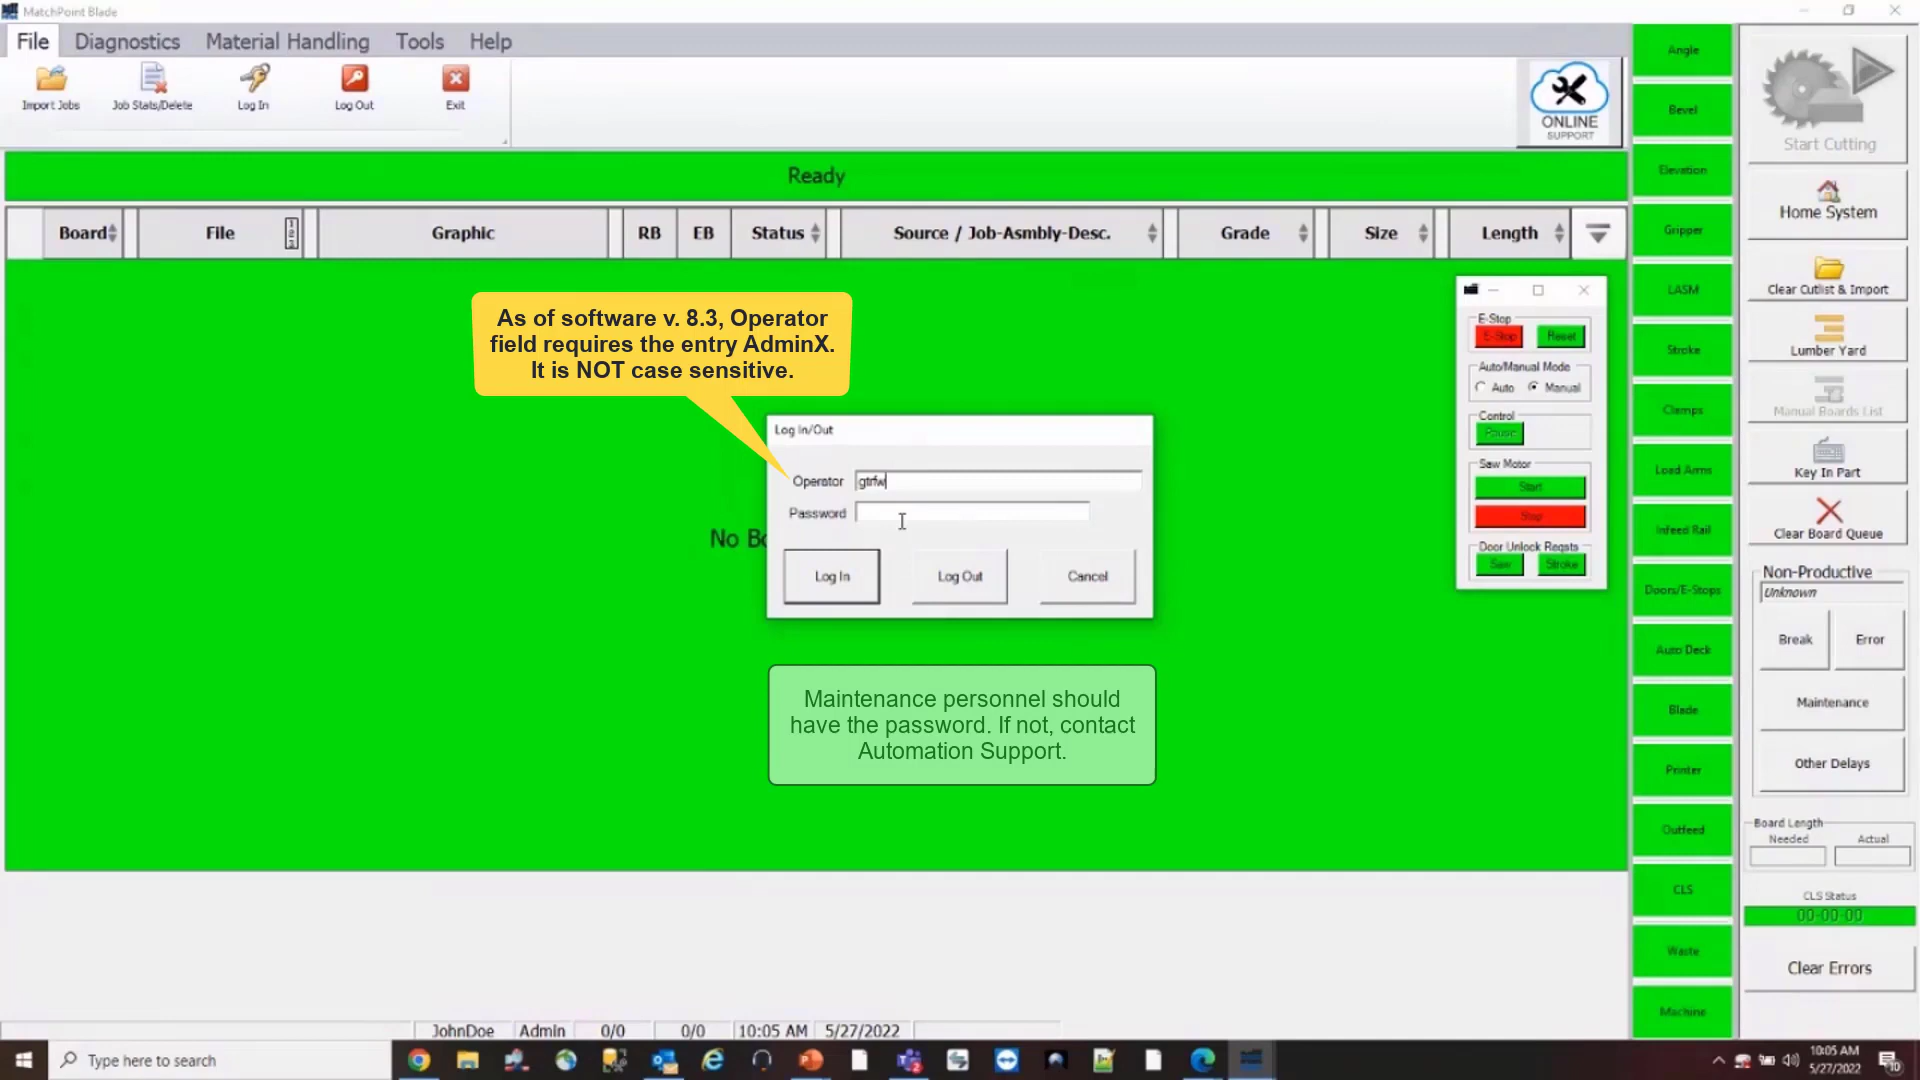 MatchPoint Blade
File Diagnostics Material Handling Tools Help
Import Jobs Job Stats/Delete Log In Log Out Exit
ONLINE
SUPPORT
Ready
Board File Graphic RB EB Status Source / Job-Asmbly-Desc. Grade Size Length
As of software v. 8.3, Operator
field requires the entry AdminX.
It is NOT case sensitive.
No
Log In/Out
Operator gtrfw
Password
Log In Log Out Cancel
Maintenance personnel should
have the password. If not, contact
Automation Support.
E-Stop
E-Stop Reset
Auto/Manual Mode
Auto Manual
Control
Pause
Saw Motor
Start
Stop
Door Unlock Reqsts
Saw Stroke
Angle
Bevel
Elevation
Gripper
LASM
Stroke
Clamps
Load Arms
Infeed Rail
Doors/E-Stops
Auto Deck
Blade
Printer
Outfeed
CLS
Waste
Machine
Start Cutting
Home System
Clear Cutlist & Import
Lumber Yard
Manual Boards List
Key In Part
Clear Board Queue
Non-Productive
Unknown
Break Error
Maintenance
Other Delays
Board Length
Needed Actual
CLS Status
00-00-00
Clear Errors
JohnDoe Admin 0/0 0/0 10:05 AM 5/27/2022
Type here to search
10:05 AM
5/27/2022